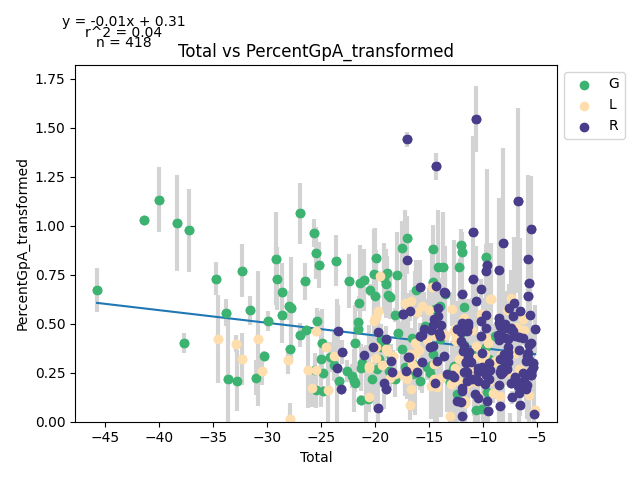 y = -0.01x + 0.31
r^2 = 0.04
n = 418
Total vs PercentGpA_transformed
G
L
R
1.75
1.50
1.25
1.00
0.75
0.50
0.25
0.00
PercentGpA_transformed
−45
−40
−35
−30
−25
−20
−15
−10
−5
Total